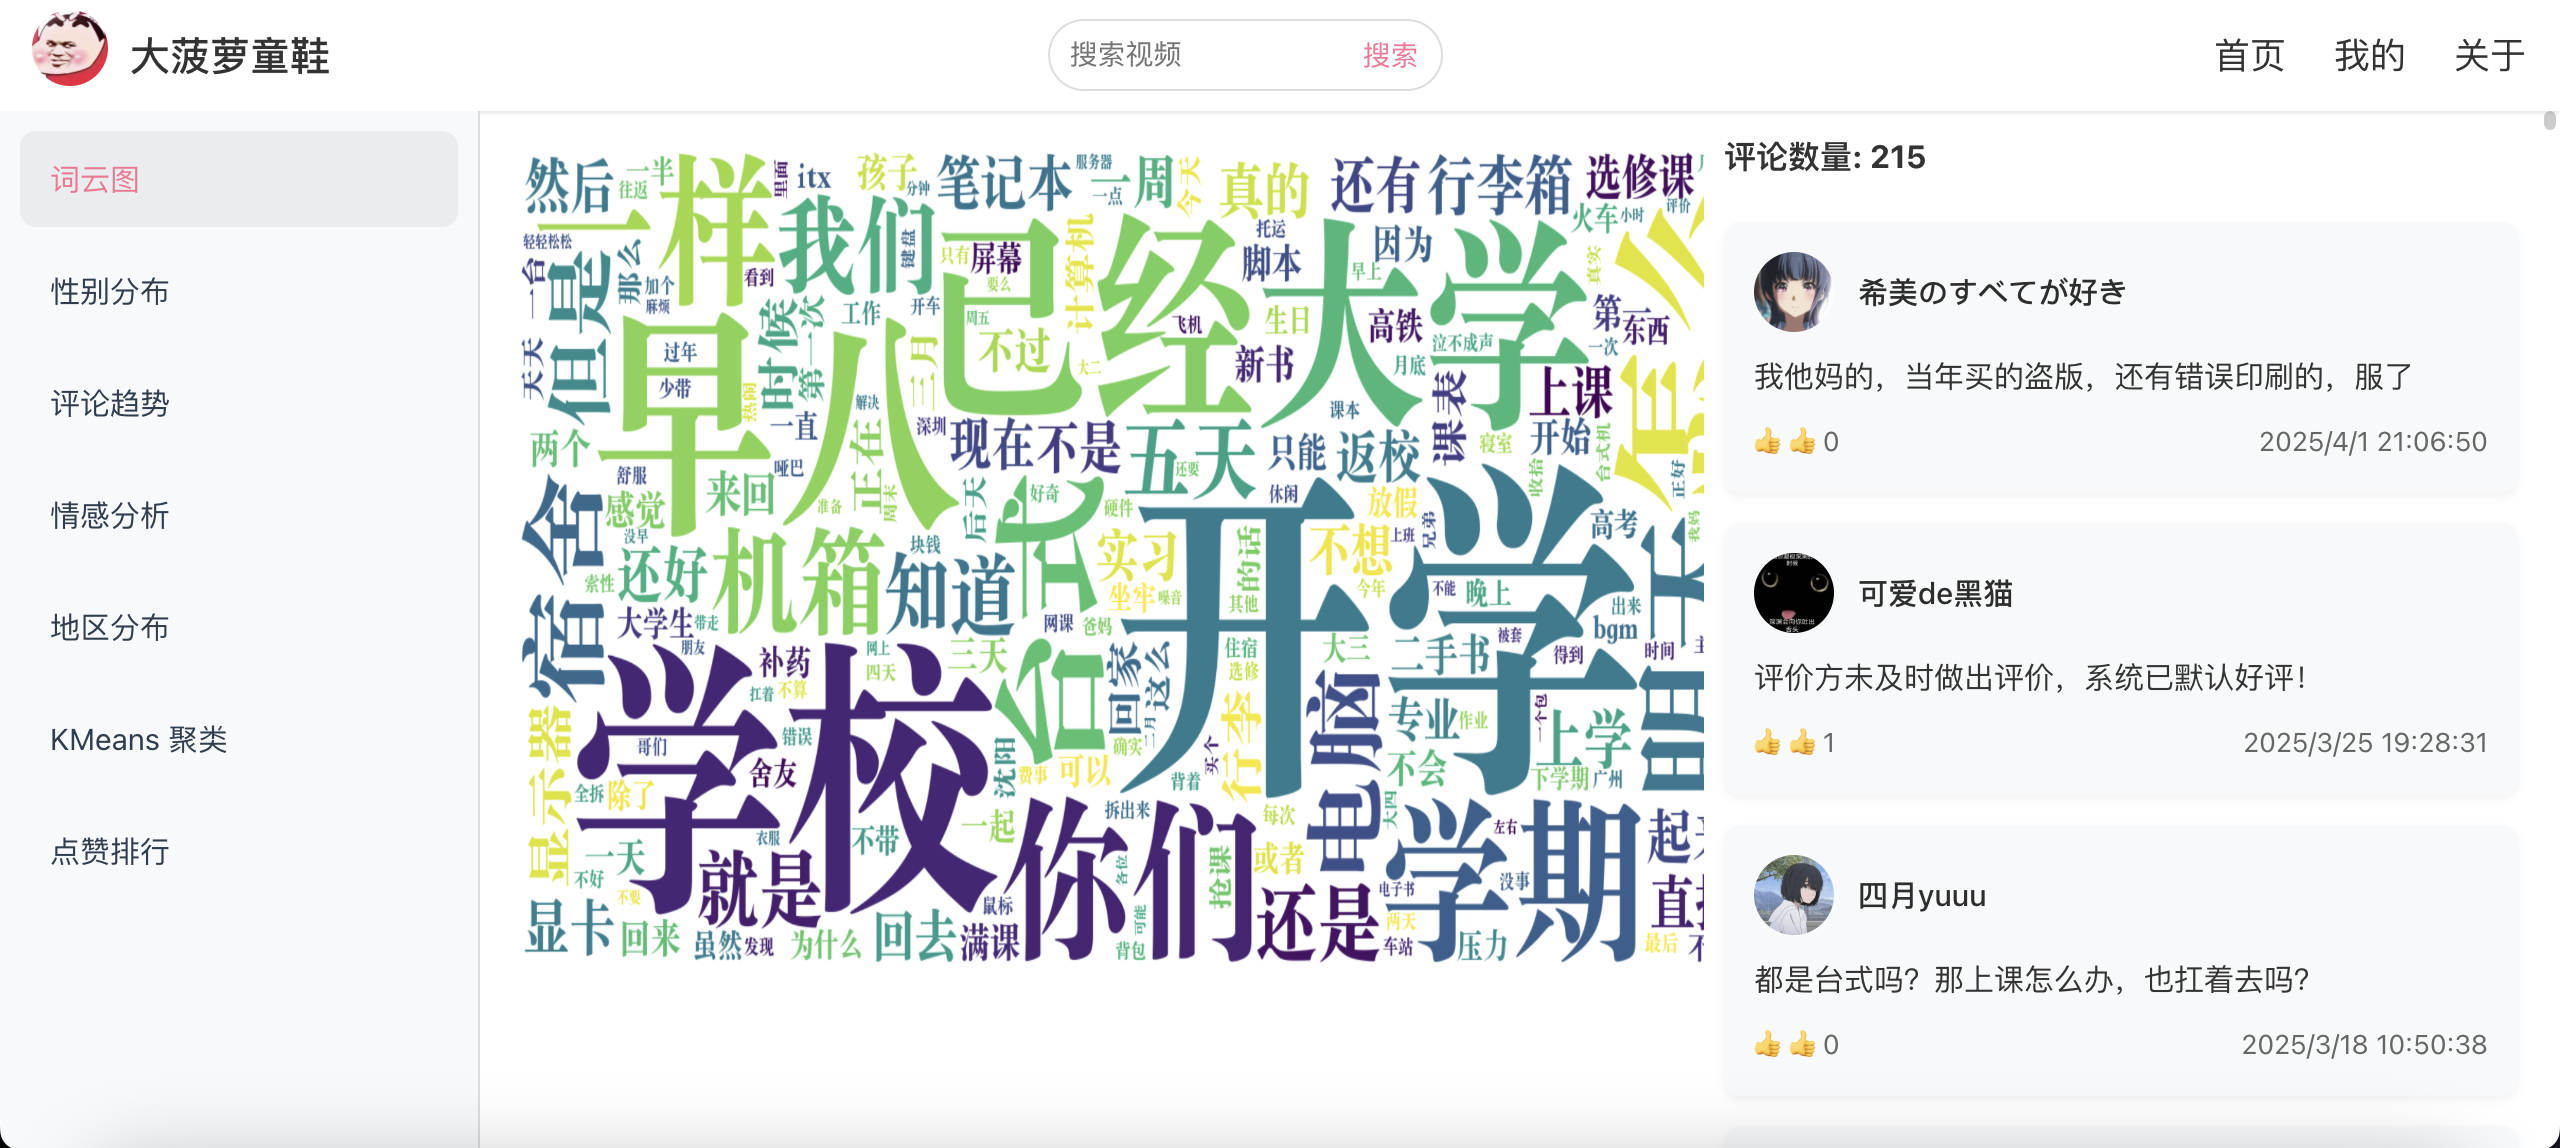 大菠萝童鞋
搜索视频 搜索
首页 我的 关于
词云图
性别分布
评论趋势
情感分析
地区分布
KMeans 聚类
点赞排行
然后 一半 往返 一样 里面 itx 孩子 分钟 笔记本 服务器 一点 一周 今天 真的 还有 行李箱 选修课
轻轻松松 一台 但是 那么 加个 麻烦 看到 我们 键盘 只有 屏幕 要么 计算机 已经 托运 脚本 早上 因为 大学 火车 小时 评价 真实 怎么
天天 早八 过年 少带 热闹 时候 第一次 工作 开车 三月 周五 不过 大二 飞机 生日 新书 高铁 月底 泣不成声 第一次 东西
两个 舒服 感觉 来回 一直 哑巴 解决 正在 准备 周末 深圳 现在 不是 五天 还要 课本 只能 返校 课表 上课 寝室 开始 收拾 台式机 正好
宿舍 没早 索性 还好 机箱 块钱 知道 后天 好奇 台式 硬件 实习 坐牢 噪音 休闲 开学 的话 其他 放假 不想 上班 兄弟 今年 不能 晚上 高考 我妈 明天
大学生 带走 朋友 补药 扛着 不算 网上 四天 三天 网课 爸妈 回家 这么 住宿 选修 大三 二手书 被套 得到 出来 bgm 时间
显示器 学校 哥们 错误 舍友 沈阳 费事 可以 确实 二月 背着 买个 行李 电脑 专业 作业 一个包 上学 不会 下学期 广州
全拆 除了 一天 不好 不要 衣服 就是 不带 一起 你们 拆出来 各位 抢课 每次 或者 大四 学期 左右 没事
显卡 回来 虽然 发现 为什么 回去 鼠标 满课 背包 可能 还是 电子书 两天 车站 压力 最后
评论数量: 215
希美のすべてが好き
我他妈的，当年买的盗版，还有错误印刷的，服了
👍 👍 0 2025/4/1 21:06:50
可爱de黑猫
评价方未及时做出评价，系统已默认好评！
👍 👍 1 2025/3/25 19:28:31
四月yuuu
都是台式吗？那上课怎么办，也扛着去吗？
👍 👍 0 2025/3/18 10:50:38